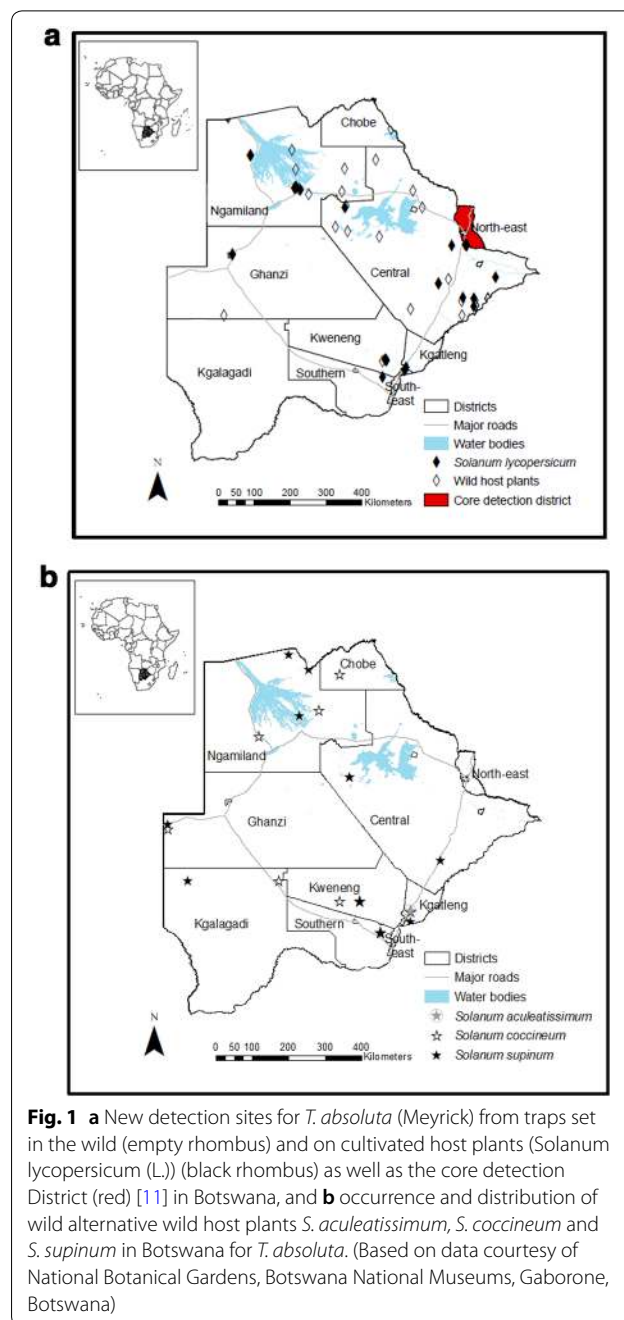 a
Chobe
Ngamiland
North-east
Ghanzi
Central
Kweneng
Kgatleng
Kgalagadi
Southern
South-
east
Districts
Major roads
Water bodies
Solanum lycopersicum
Wild host plants
Core detection district
N
0 50 100 200 300 400
Kilometers
b
Chobe
Ngamiland
North-east
Ghanzi
Central
Kweneng
Kgatleng
Kgalagadi
Southern
South-
east
Districts
Major roads
Water bodies
Solanum aculeatissimum
Solanum coccineum
Solanum supinum
N
0 50 100 200 300 400
Kilometers
Fig. 1 a New detection sites for T. absoluta (Meyrick) from traps set
in the wild (empty rhombus) and on cultivated host plants (Solanum
lycopersicum (L.)) (black rhombus) as well as the core detection
District (red) [11] in Botswana, and b occurrence and distribution of
wild alternative wild host plants S. aculeatissimum, S. coccineum and
S. supinum in Botswana for T. absoluta. (Based on data courtesy of
National Botanical Gardens, Botswana National Museums, Gaborone,
Botswana)